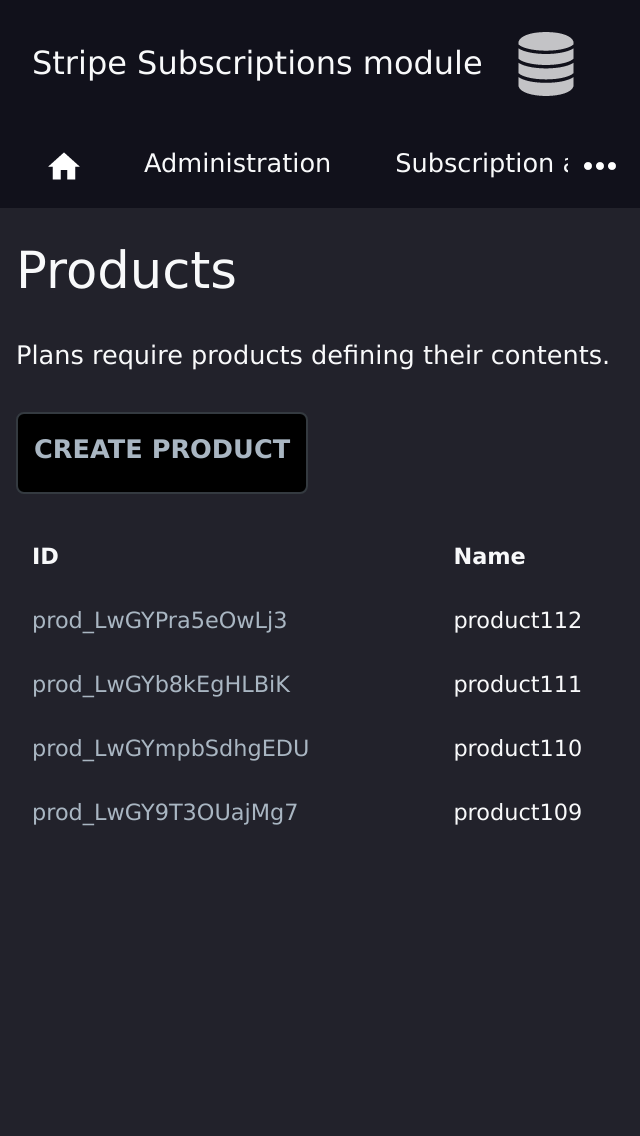 Stripe Subscriptions module
Administration
Subscription
Products
Plans require products defining their contents.
CREATE PRODUCT
ID Name
prod_LwGYPra5eOwLj3 product112
prod_LwGYb8kEgHLBiK product111
prod_LwGYmpbSdhgEDU product110
prod_LwGY9T3OUajMg7 product109